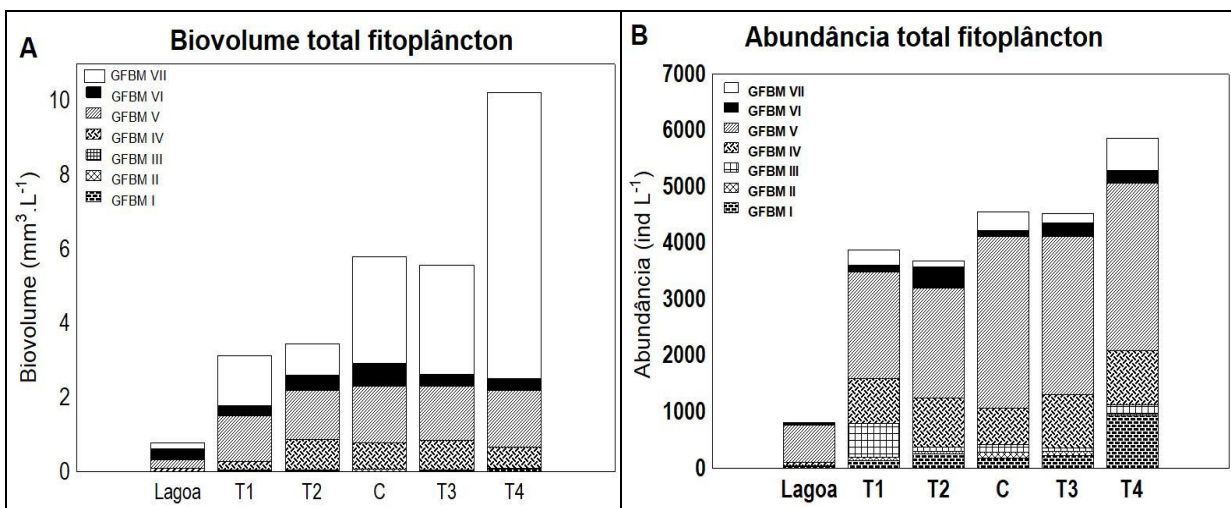 A
Biovolume total fitoplâncton
GFBM VII
GFBM VI
GFBM V
GFBM IV
GFBM III
GFBM II
GFBM I
Biovolume (mm³.L⁻¹)
10
8
6
4
2
0
Lagoa T1 T2 C T3 T4
B
Abundância total fitoplâncton
GFBM VII
GFBM VI
GFBM V
GFBM IV
GFBM III
GFBM II
GFBM I
Abundância (ind L⁻¹)
7000
6000
5000
4000
3000
2000
1000
0
Lagoa T1 T2 C T3 T4